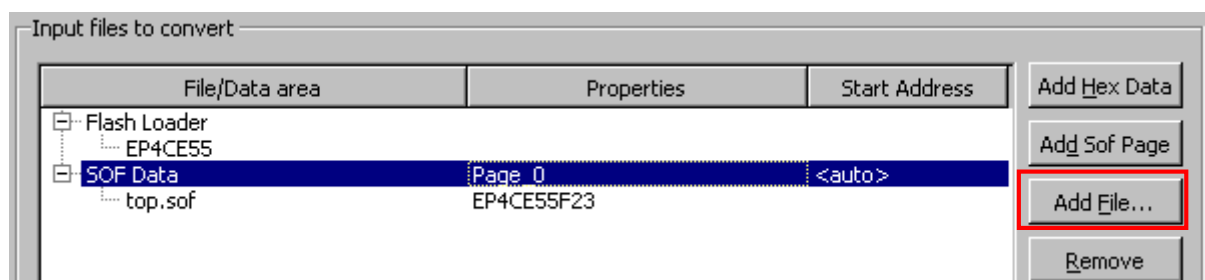 Input files to convert
File/Data area Properties Start Address Add Hex Data
Flash Loader
EP4CE55
Add Sof Page
SOF Data Page_0 <auto>
top.sof EP4CE55F23
Add File...
Remove